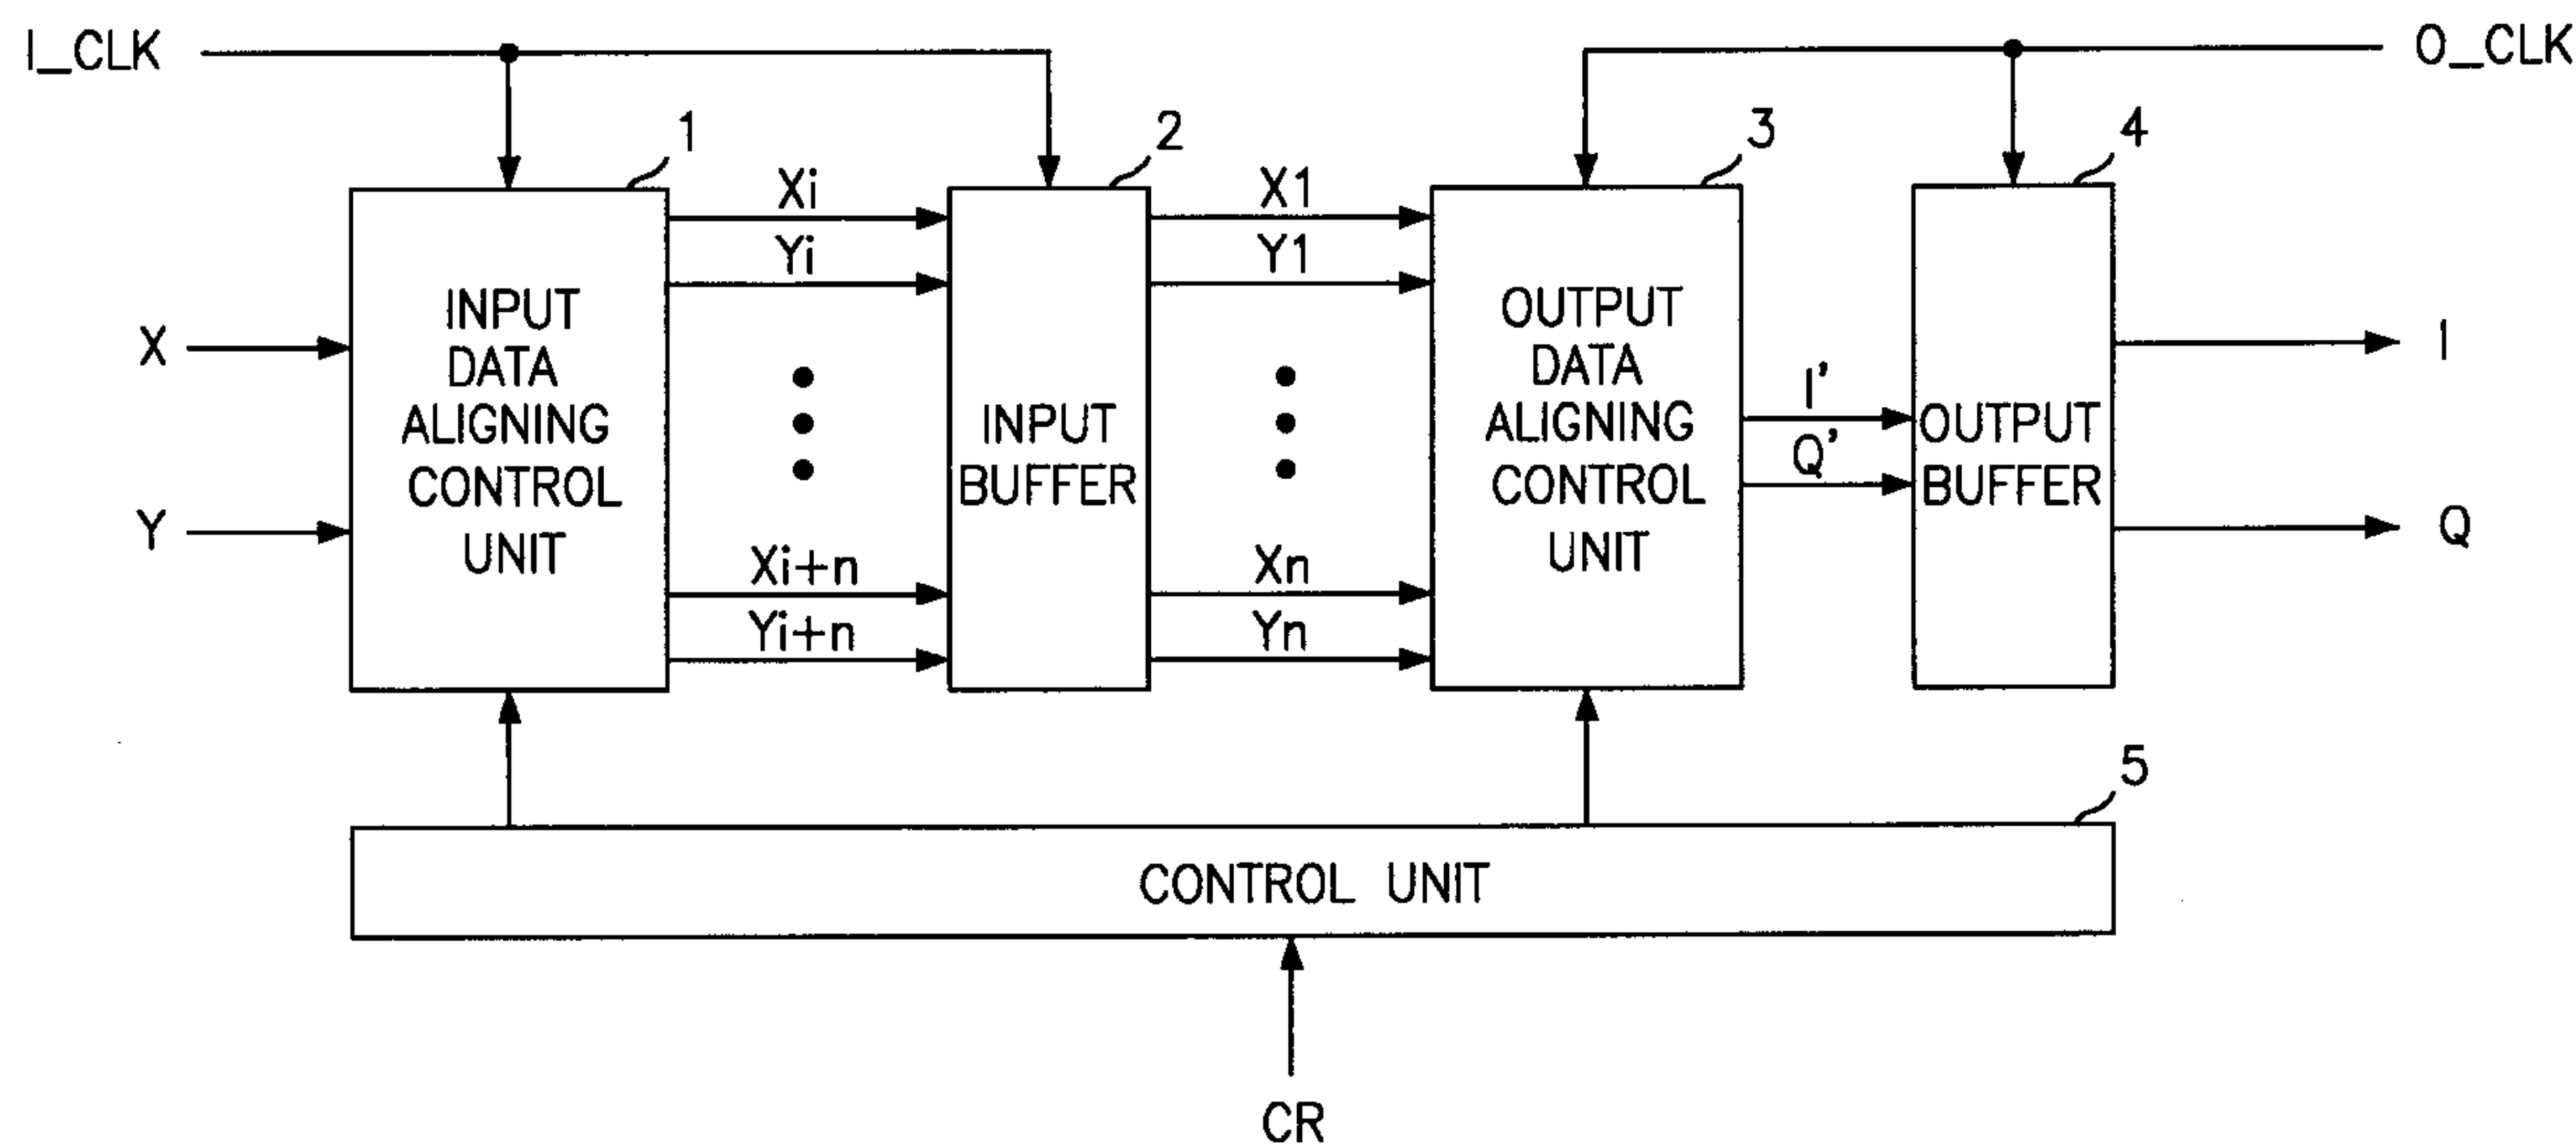 I_CLK
O_CLK
1
2
3
4
Xi
Yi
X1
Y1
X
Y
INPUT
DATA
ALIGNING
CONTROL
UNIT
INPUT
BUFFER
OUTPUT
DATA
ALIGNING
CONTROL
UNIT
I'
Q'
OUTPUT
BUFFER
I
Q
Xi+n
Yi+n
Xn
Yn
5
CONTROL UNIT
CR